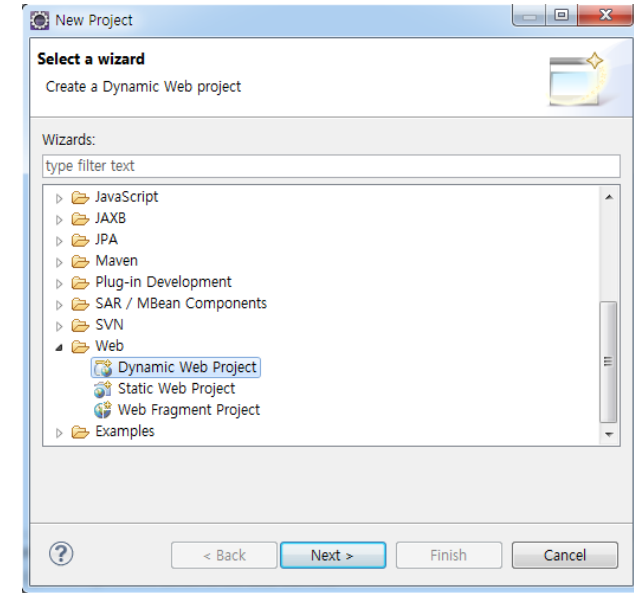 New Project
Select a wizard
Create a Dynamic Web project
Wizards:
type filter text
JavaScript
JAXB
JPA
Maven
Plug-in Development
SAR / MBean Components
SVN
Web
Dynamic Web Project
Static Web Project
Web Fragment Project
Examples
? < Back Next > Finish Cancel